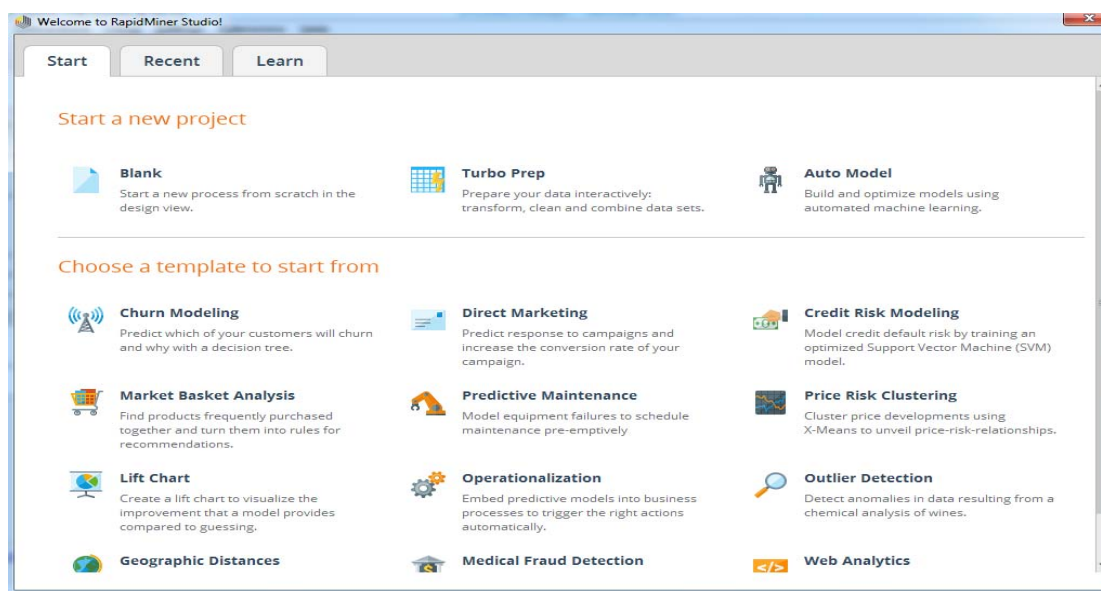 Welcome to RapidMiner Studio!
Start Recent Learn
Start a new project
Blank
Start a new process from scratch in the
design view.
Turbo Prep
Prepare your data interactively:
transform, clean and combine data sets.
Auto Model
Build and optimize models using
automated machine learning.
Choose a template to start from
Churn Modeling
Predict which of your customers will churn
and why with a decision tree.
Direct Marketing
Predict response to campaigns and
increase the conversion rate of your
campaign.
Credit Risk Modeling
Model credit default risk by training an
optimized Support Vector Machine (SVM)
model.
Market Basket Analysis
Find products frequently purchased
together and turn them into rules for
recommendations.
Predictive Maintenance
Model equipment failures to schedule
maintenance pre-emptively
Price Risk Clustering
Cluster price developments using
X-Means to unveil price-risk-relationships.
Lift Chart
Create a lift chart to visualize the
improvement that a model provides
compared to guessing.
Operationalization
Embed predictive models into business
processes to trigger the right actions
automatically.
Outlier Detection
Detect anomalies in data resulting from a
chemical analysis of wines.
Geographic Distances
Medical Fraud Detection
Web Analytics